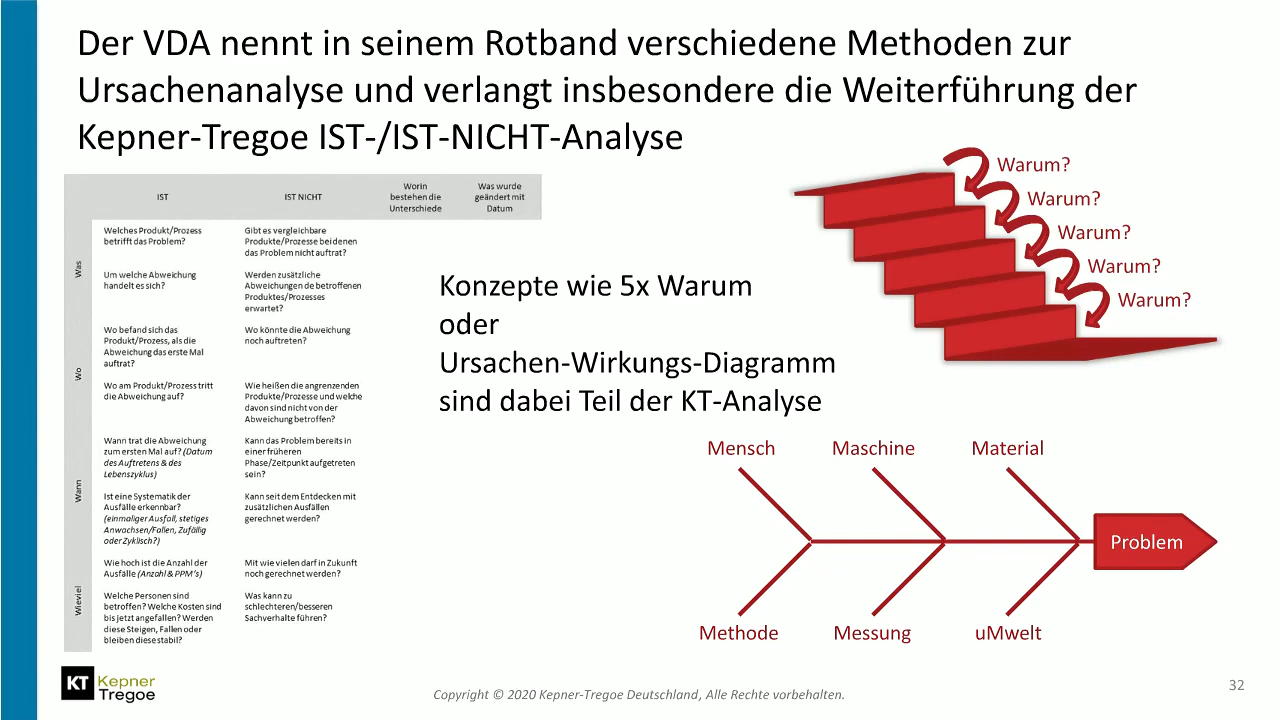 Der VDA nennt in seinem Rotband verschiedene Methoden zur
Ursachenanalyse und verlangt insbesondere die Weiterführung der
Kepner-Tregoe IST-/IST-NICHT-Analyse
IST
IST NICHT
Worin
bestehen die
Unterschiede
Was wurde
geändert mit
Datum
Was
Welches Produkt/Prozess
betrifft das Problem?
Gibt es vergleichbare
Produkte/Prozesse bei denen
das Problem nicht auftrat?
Um welche Abweichung
handelt es sich?
Werden zusätzliche
Abweichungen de betroffenen
Produktes/Prozesses
erwartet?
Wo
Wo befand sich das
Produkt/Prozess, als die
Abweichung das erste Mal
auftrat?
Wo könnte die Abweichung
noch auftreten?
Wo am Produkt/Prozess tritt
die Abweichung auf?
Wie heißen die angrenzenden
Produkte/Prozesse und welche
davon sind nicht von der
Abweichung betroffen?
Wann
Wann trat die Abweichung
zum ersten Mal auf? (Datum
des Auftretens & des
Lebenszyklus)
Kann das Problem bereits in
einer früheren
Phase/Zeitpunkt aufgetreten
sein?
Ist eine Systematik der
Ausfälle erkennbar?
(einmaliger Ausfall, stetiges
Anwachsen/Fallen, Zufällig
oder Zyklisch?)
Kann seit dem Entdecken mit
zusätzlichen Ausfällen
gerechnet werden?
Wieviel
Wie hoch ist die Anzahl der
Ausfälle (Anzahl & PPM's)
Mit wie vielen darf in Zukunft
noch gerechnet werden?
Welche Personen sind
betroffen? Welche Kosten sind
bis jetzt angefallen? Werden
diese Steigen, Fallen oder
bleiben diese stabil?
Was kann zu
schlechteren/besseren
Sachverhalte führen?
Konzepte wie 5x Warum
oder
Ursachen-Wirkungs-Diagramm
sind dabei Teil der KT-Analyse
Warum?
Warum?
Warum?
Warum?
Warum?
Mensch
Maschine
Material
Problem
Methode
Messung
uMwelt
KT Kepner
Tregoe
Copyright © 2020 Kepner-Tregoe Deutschland, Alle Rechte vorbehalten.
32